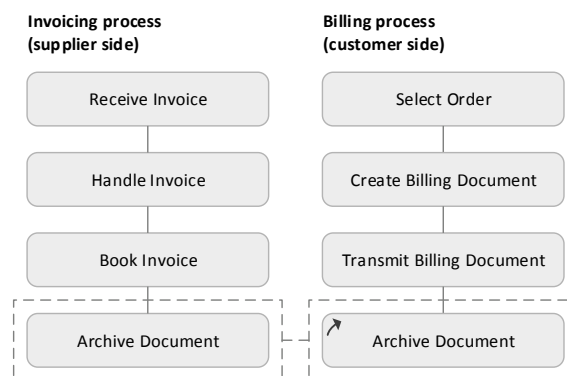 Invoicing process
(supplier side)
Receive Invoice
Handle Invoice
Book Invoice
Archive Document
Billing process
(customer side)
Select Order
Create Billing Document
Transmit Billing Document
Archive Document